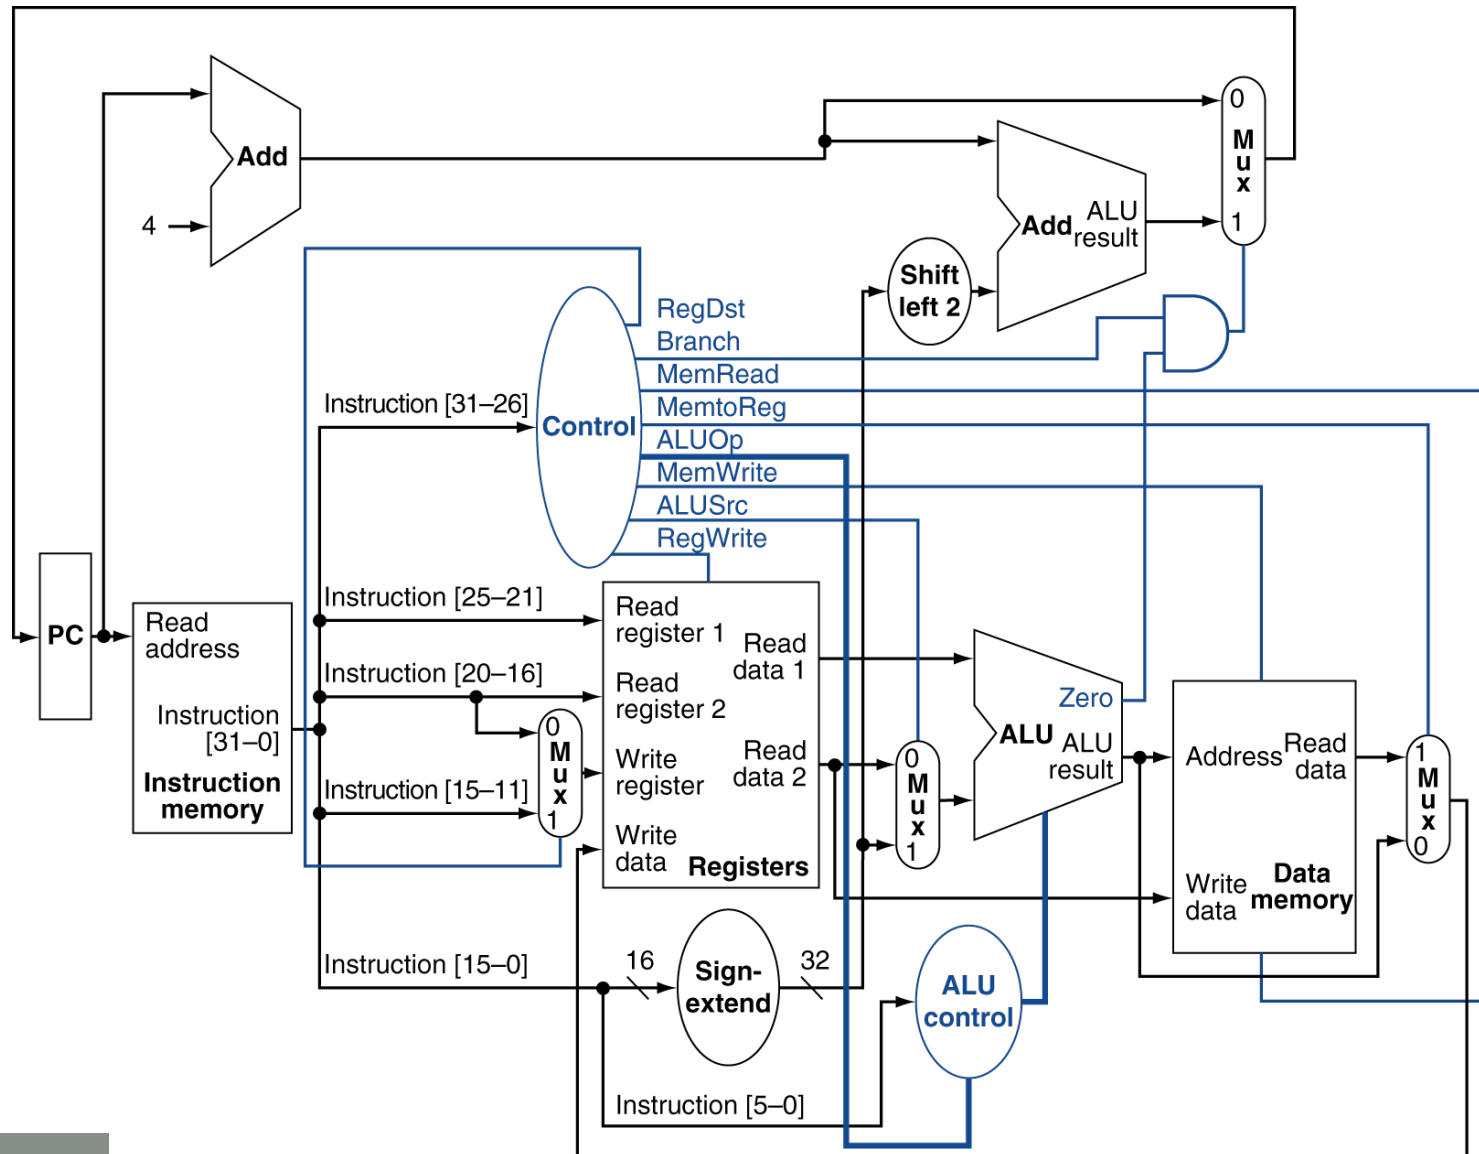 0
M
u
x
1
Add
4
Add
ALU
result
Shift
left 2
RegDst
Branch
MemRead
MemtoReg
ALUOp
MemWrite
ALUSrc
RegWrite
Instruction [31–26]
Control
Instruction [25–21]
Instruction [20–16]
Instruction [15–11]
Instruction [15–0]
Instruction [5–0]
PC
Read
address
Instruction
[31–0]
Instruction
memory
0
M
u
x
1
Read
register 1
Read
register 2
Write
register
Write
data
Read
data 1
Read
data 2
Registers
0
M
u
x
1
Zero
ALU
ALU
result
Address
Read
data
Write
data
Data
memory
1
M
u
x
0
16
Sign-
extend
32
ALU
control